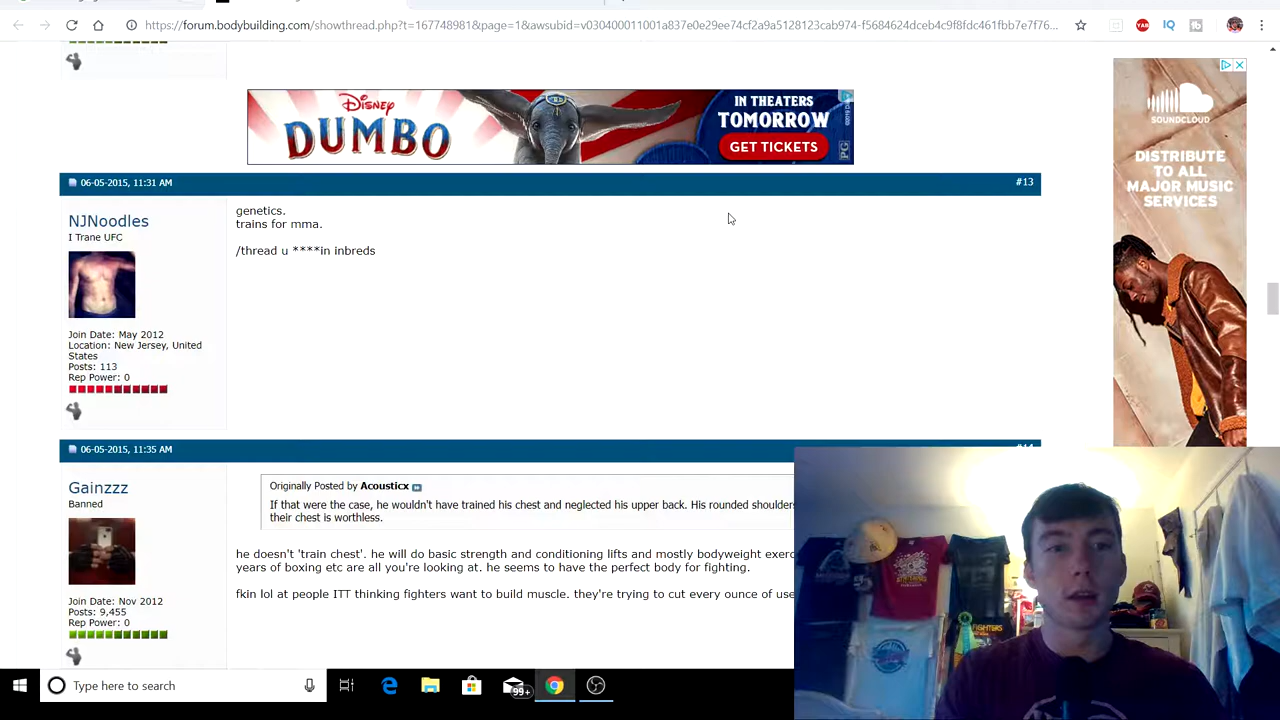 https://forum.bodybuilding.com/showthread.php?t=167748981&page=1&awsubid=v030400011001a837e0e29ee74cf2a9a5128123cab974-f5684624dceb4c9f8fdc461fbb7e7f76...
YAB
IQ
tb
Disney
DUMBO
IN THEATERS
TOMORROW
GET TICKETS
PG
SOUNDCLOUD
DISTRIBUTE
TO ALL
MAJOR MUSIC
SERVICES
06-05-2015, 11:31 AM
#13
NJNoodles
I Trane UFC
Join Date: May 2012
Location: New Jersey, United
States
Posts: 113
Rep Power: 0
genetics.
trains for mma.
/thread u ****in inbreds
06-05-2015, 11:35 AM
Gainzzz
Banned
Join Date: Nov 2012
Posts: 9,455
Rep Power: 0
Originally Posted by Acousticx
If that were the case, he wouldn't have trained his chest and neglected his upper back. His rounded shoulders
their chest is worthless.
he doesn't 'train chest'. he will do basic strength and conditioning lifts and mostly bodyweight
years of boxing etc are all you're looking at. he seems to have the perfect body for fighting.
fkin lol at people ITT thinking fighters want to build muscle. they're trying to cut every ounce of
FIGHTERS
Type here to search
99+